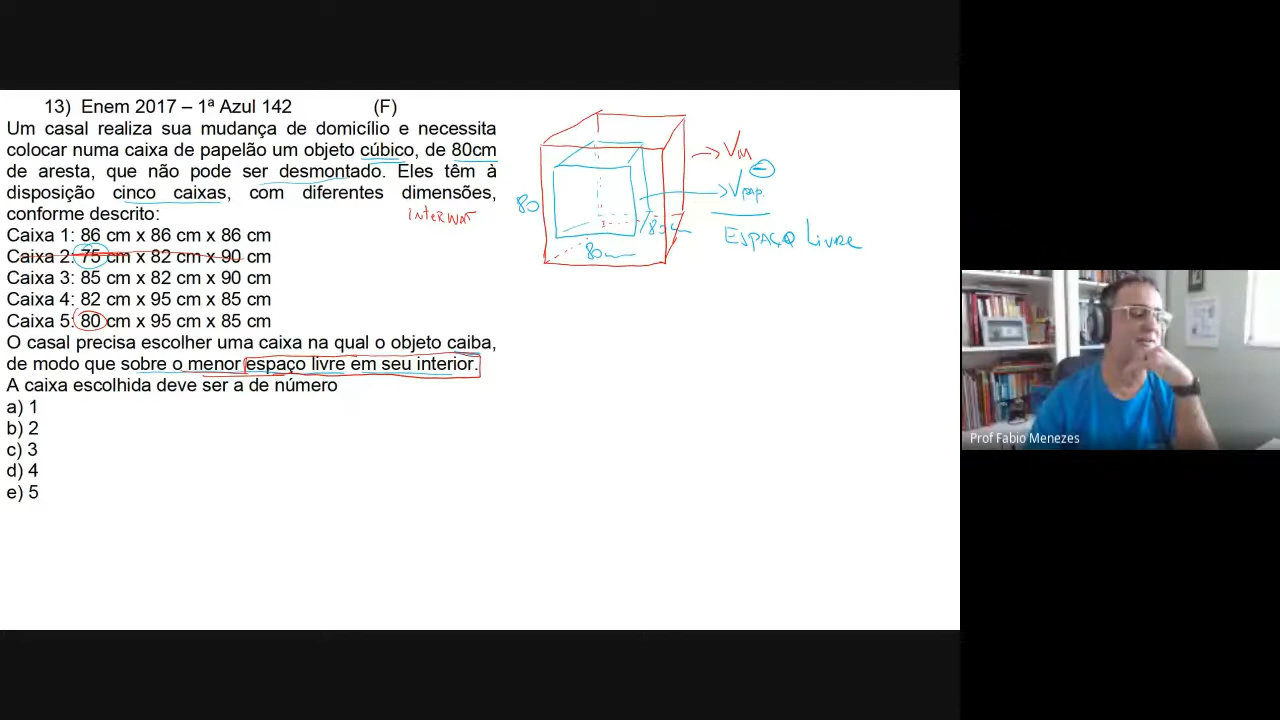 13) Enem 2017 – 1ª Azul 142 (F)
Um casal realiza sua mudança de domicílio e necessita
colocar numa caixa de papelão um objeto cúbico, de 80cm
de aresta, que não pode ser desmontado. Eles têm à
disposição cinco caixas, com diferentes dimensões,
conforme descrito:
Caixa 1: 86 cm x 86 cm x 86 cm
Caixa 2: 75 cm x 82 cm x 90 cm
Caixa 3: 85 cm x 82 cm x 90 cm
Caixa 4: 82 cm x 95 cm x 85 cm
Caixa 5: 80 cm x 95 cm x 85 cm
O casal precisa escolher uma caixa na qual o objeto caiba,
de modo que sobre o menor espaço livre em seu interior.
A caixa escolhida deve ser a de número
a) 1
b) 2
c) 3
d) 4
e) 5
80
80cm
80cm
ESPAÇO LIVRE
Prof Fabio Menezes